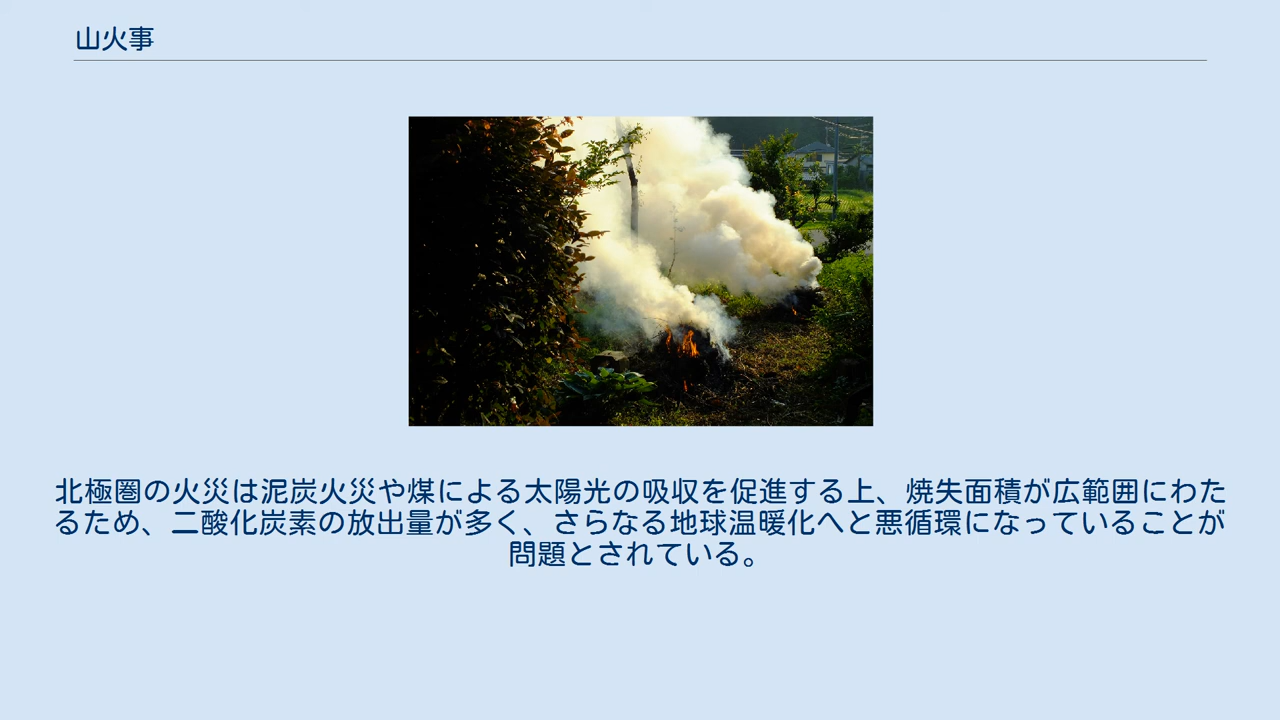 山火事
北極圏の火災は泥炭火災や煤による太陽光の吸収を促進する上、焼失面積が広範囲にわた
るため、二酸化炭素の放出量が多く、さらなる地球温暖化へと悪循環になっていることが
問題とされている。